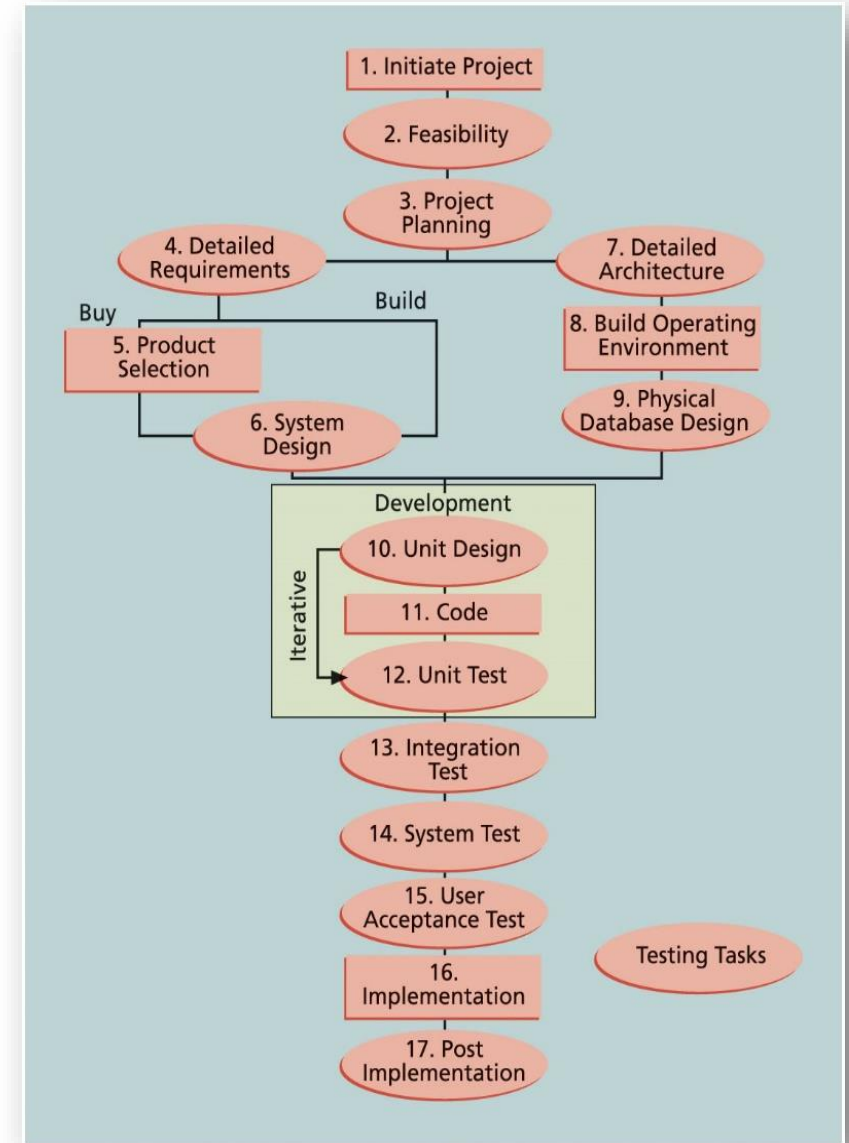 1. Initiate Project
2. Feasibility
3. Project
Planning
4. Detailed
Requirements
7. Detailed
Architecture
Buy
Build
5. Product
Selection
8. Build Operating
Environment
6. System
Design
9. Physical
Database Design
Development
Iterative
10. Unit Design
11. Code
12. Unit Test
13. Integration
Test
14. System Test
15. User
Acceptance Test
Testing Tasks
16.
Implementation
17. Post
Implementation